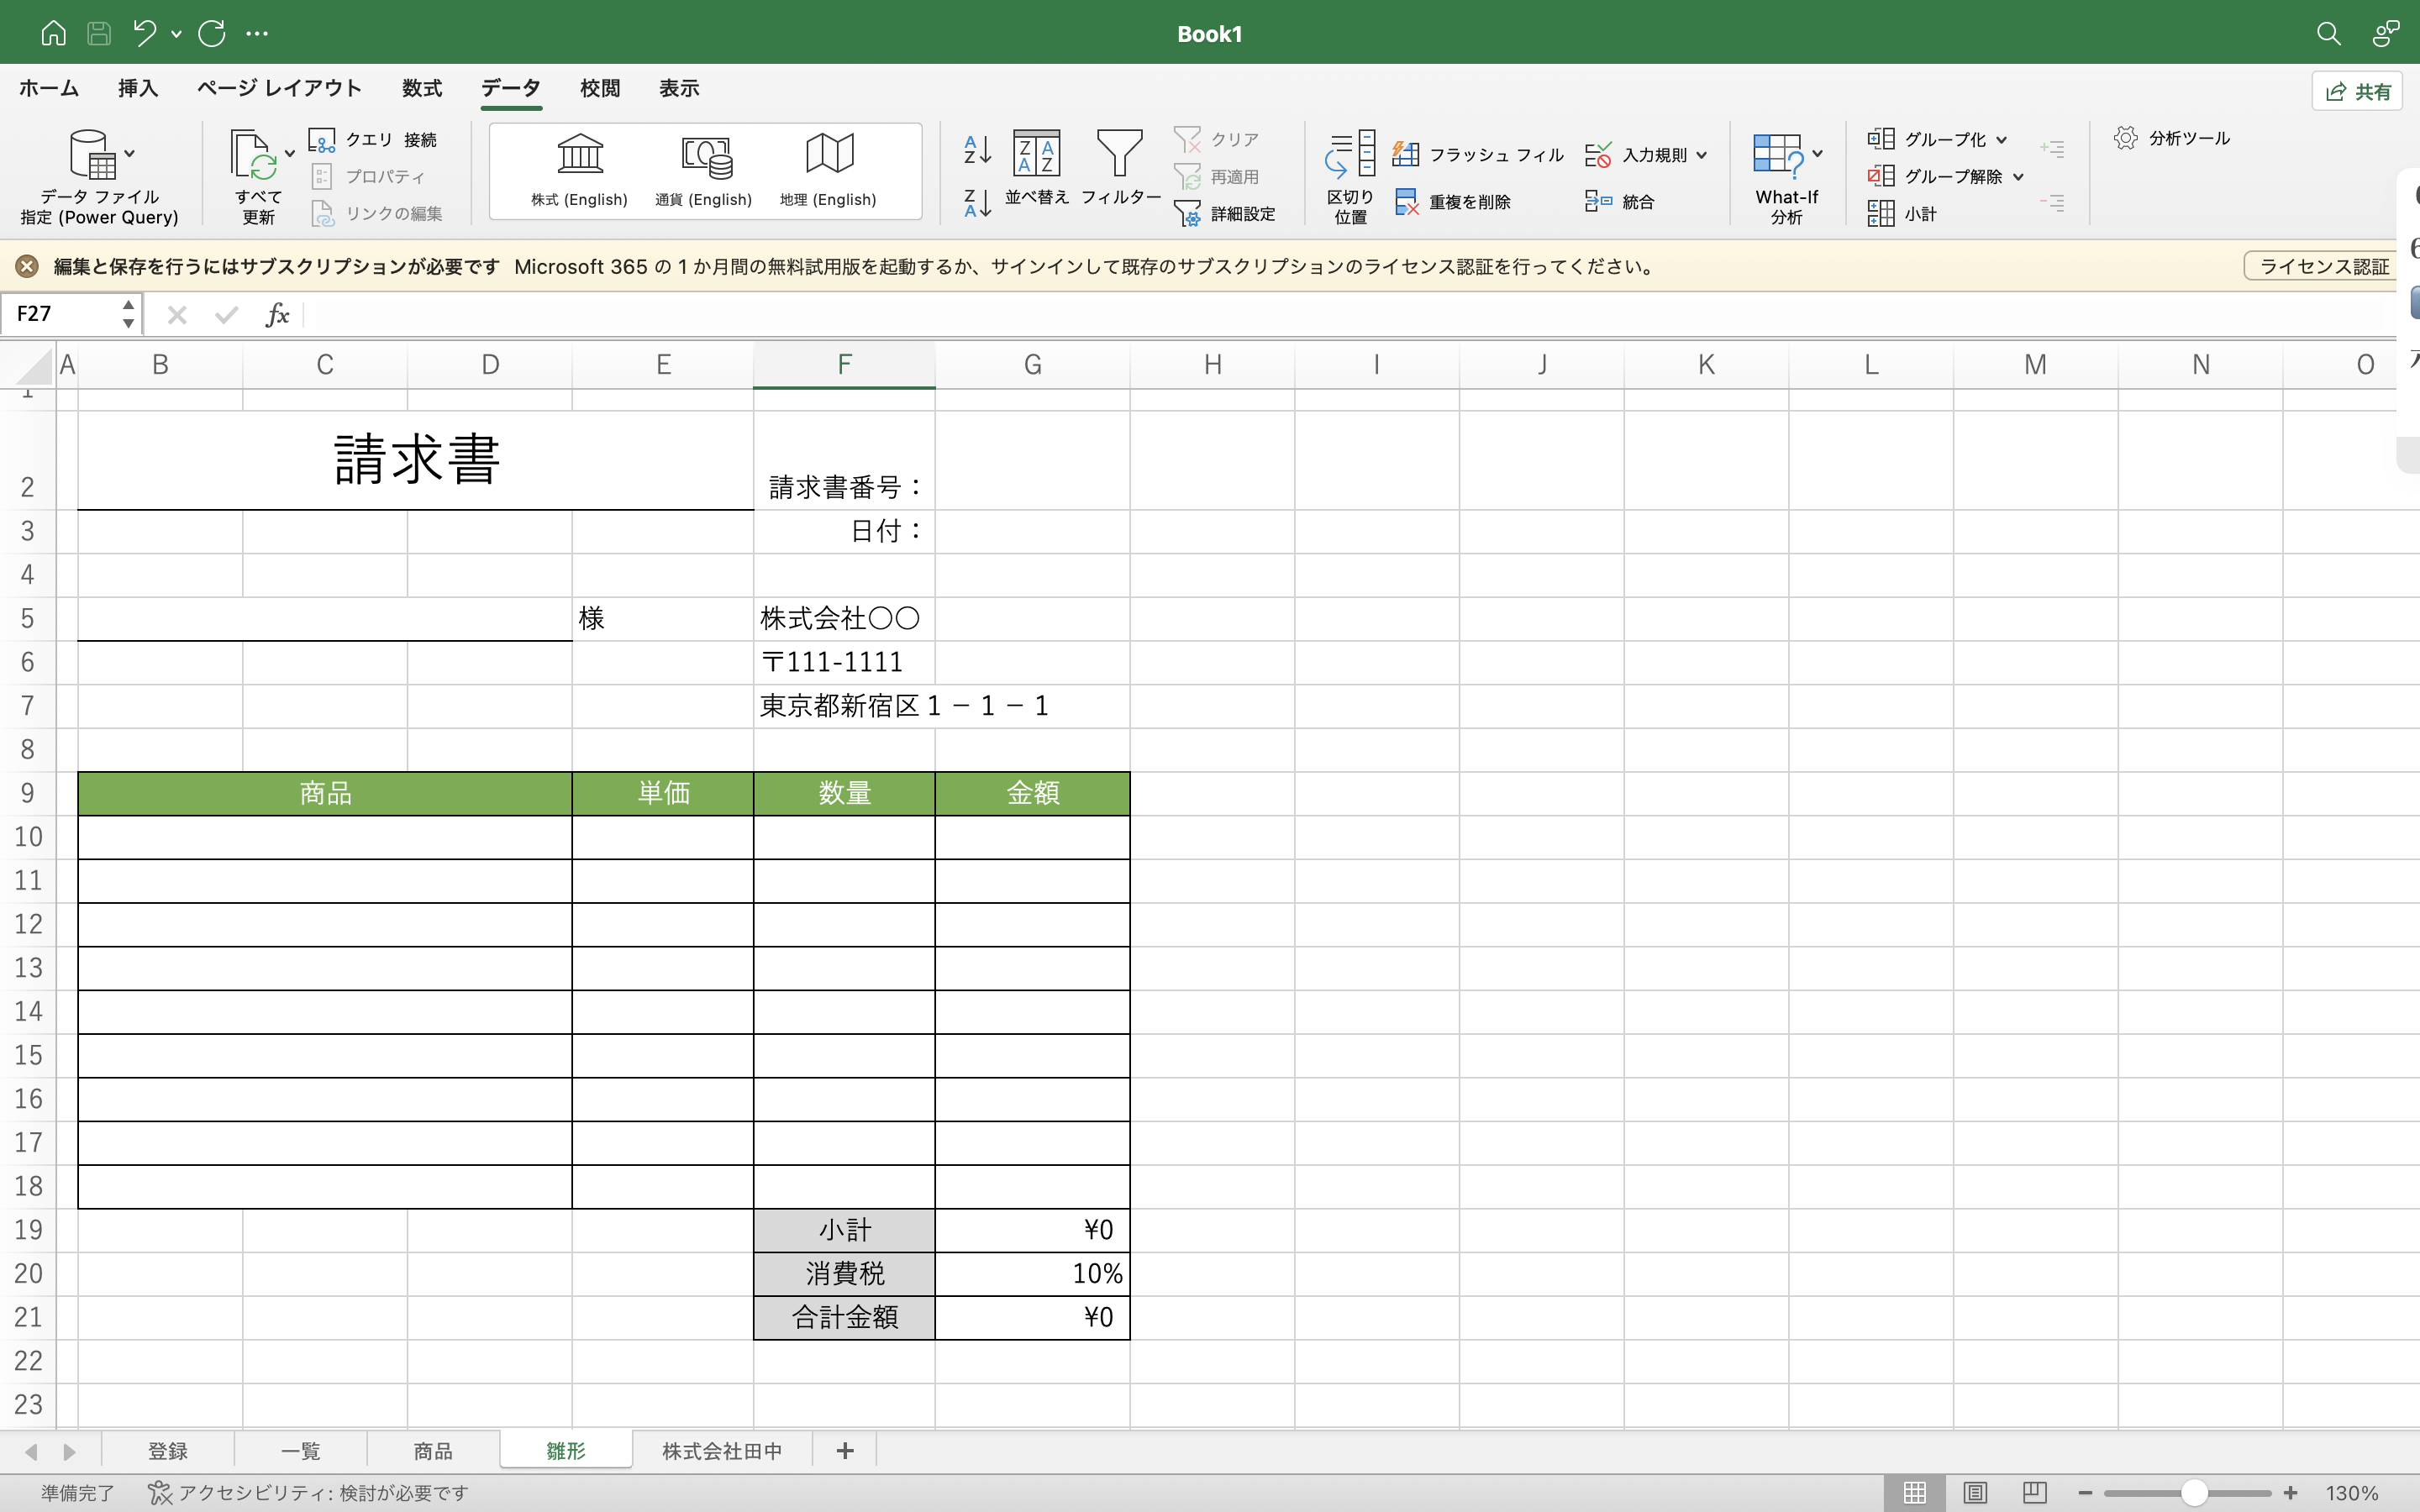 Book1
ホーム 挿入 ページ レイアウト 数式 データ 校閲 表示
共有
データ ファイル
指定 (Power Query)
すべて
更新
クエリ 接続
プロパティ
リンクの編集
株式 (English) 通貨 (English) 地理 (English)
並べ替え フィルター
クリア
再適用
詳細設定
区切り
位置
フラッシュ フィル
重複を削除
入力規則
統合
What-If
分析
グループ化
グループ解除
小計
分析ツール
編集と保存を行うにはサブスクリプションが必要です Microsoft 365 の 1 か月間の無料試用版を起動するか、サインインして既存のサブスクリプションのライセンス認証を行ってください。 ライセンス認証
F27 fx
A B C D E F G H I J K L M N O
1
2 請求書 請求書番号：
3 日付：
4
5 様 株式会社〇〇
6 〒111-1111
7 東京都新宿区１－１－１
8
9 商品 単価 数量 金額
10
11
12
13
14
15
16
17
18
19 小計 ¥0
20 消費税 10%
21 合計金額 ¥0
22
23
登録 一覧 商品 雛形 株式会社田中
準備完了 アクセシビリティ: 検討が必要です 130%